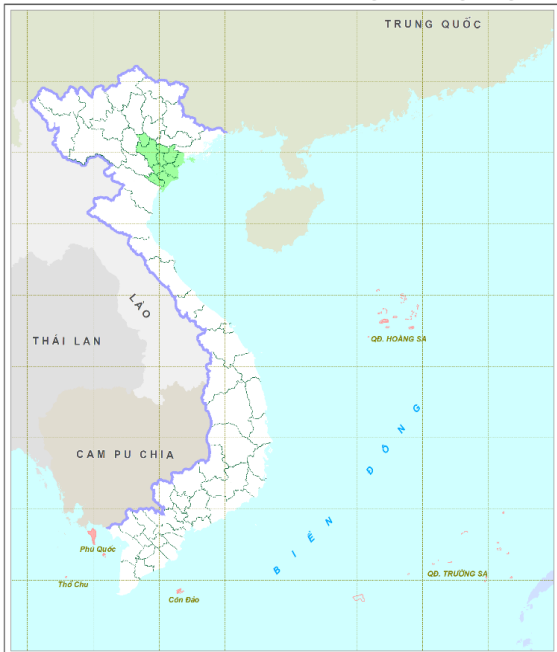 TRUNG QUỐC
LÀO
THÁI LAN
QĐ. HOÀNG SA
CAM PU CHIA
BIỂN ĐÔNG
Phú Quốc
Thổ Chu
Côn Đảo
QĐ. TRƯỜNG SA